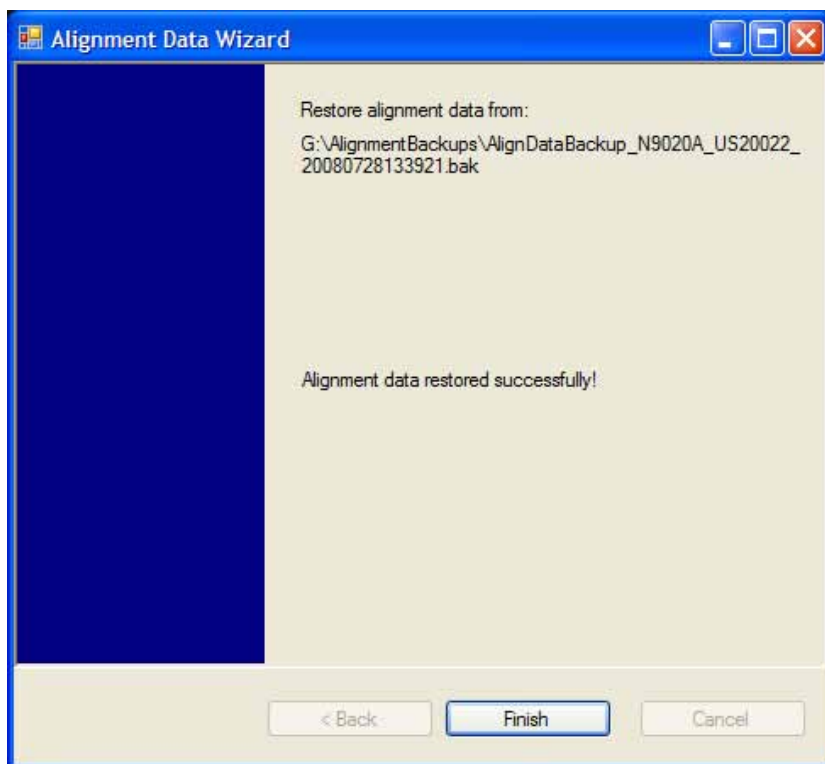 Alignment Data Wizard
Restore alignment data from:
G:\AlignmentBackups\AlignDataBackup_N9020A_US20022_
20080728133921.bak
Alignment data restored successfully!
< Back
Finish
Cancel